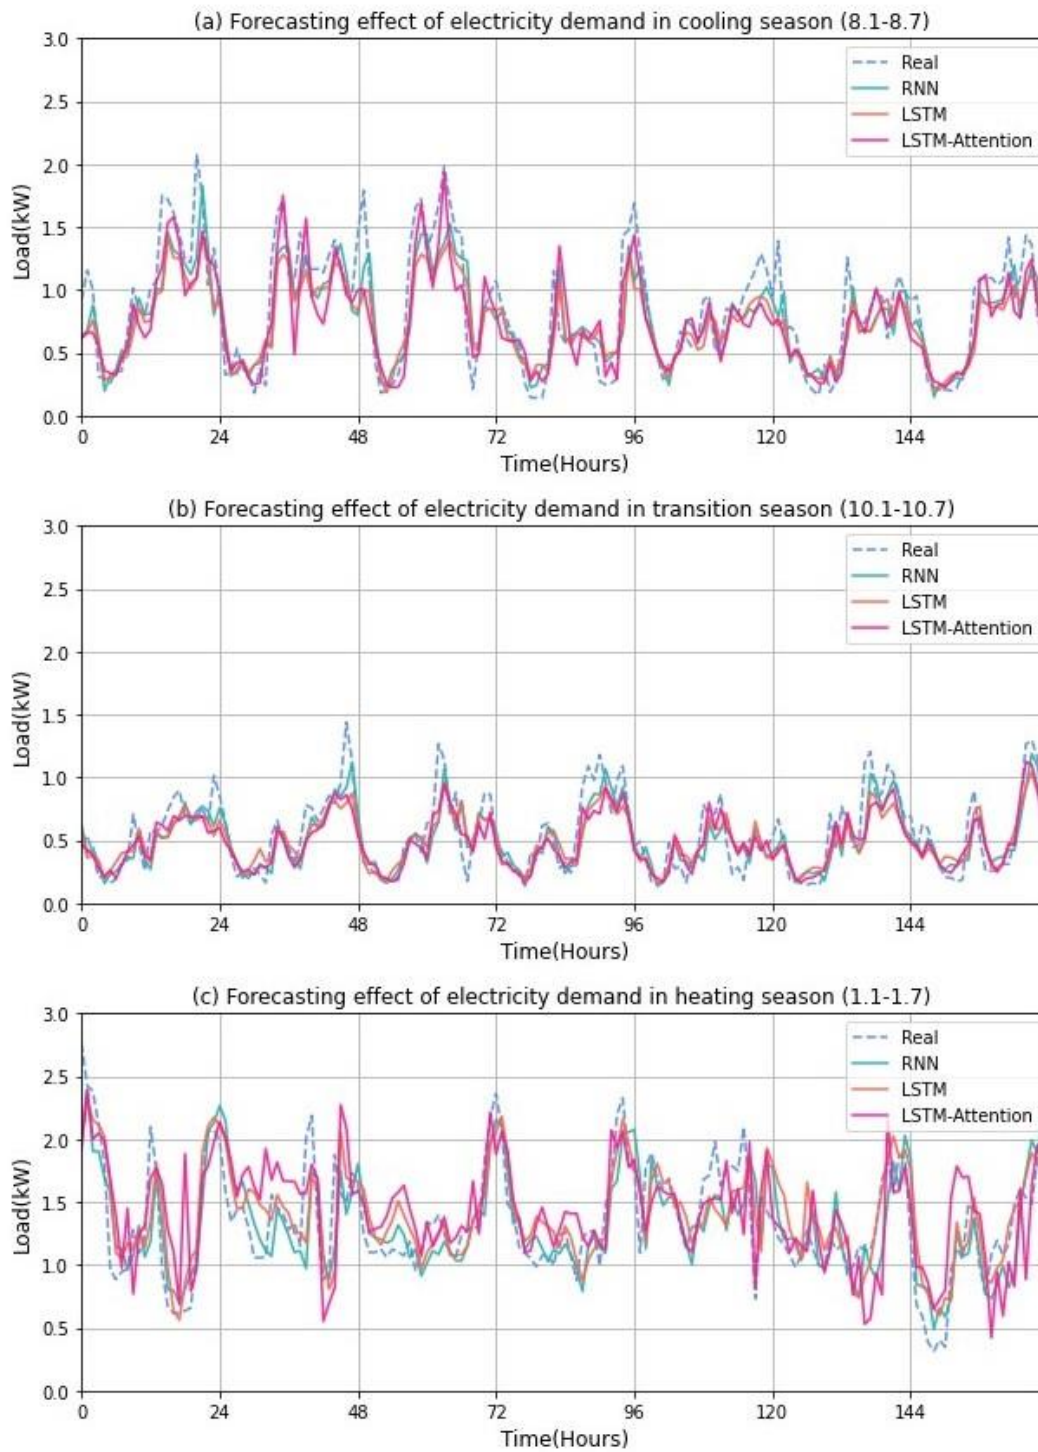 (a) Forecasting effect of electricity demand in cooling season (8.1-8.7)
3.0
2.5
2.0
1.5
1.0
0.5
0.0
Load(kW)
Real
RNN
LSTM
LSTM-Attention
0 24 48 72 96 120 144
Time(Hours)
(b) Forecasting effect of electricity demand in transition season (10.1-10.7)
3.0
2.5
2.0
1.5
1.0
0.5
0.0
Load(kW)
Real
RNN
LSTM
LSTM-Attention
0 24 48 72 96 120 144
Time(Hours)
(c) Forecasting effect of electricity demand in heating season (1.1-1.7)
3.0
2.5
2.0
1.5
1.0
0.5
0.0
Load(kW)
Real
RNN
LSTM
LSTM-Attention
0 24 48 72 96 120 144
Time(Hours)